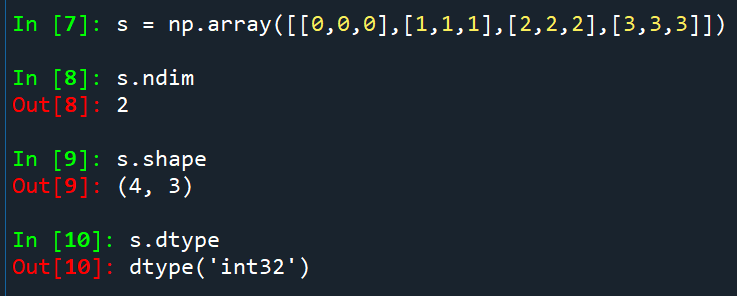 In [7]: s = np.array([[0,0,0],[1,1,1],[2,2,2],[3,3,3]])
In [8]: s.ndim
Out[8]: 2
In [9]: s.shape
Out[9]: (4, 3)
In [10]: s.dtype
Out[10]: dtype('int32')